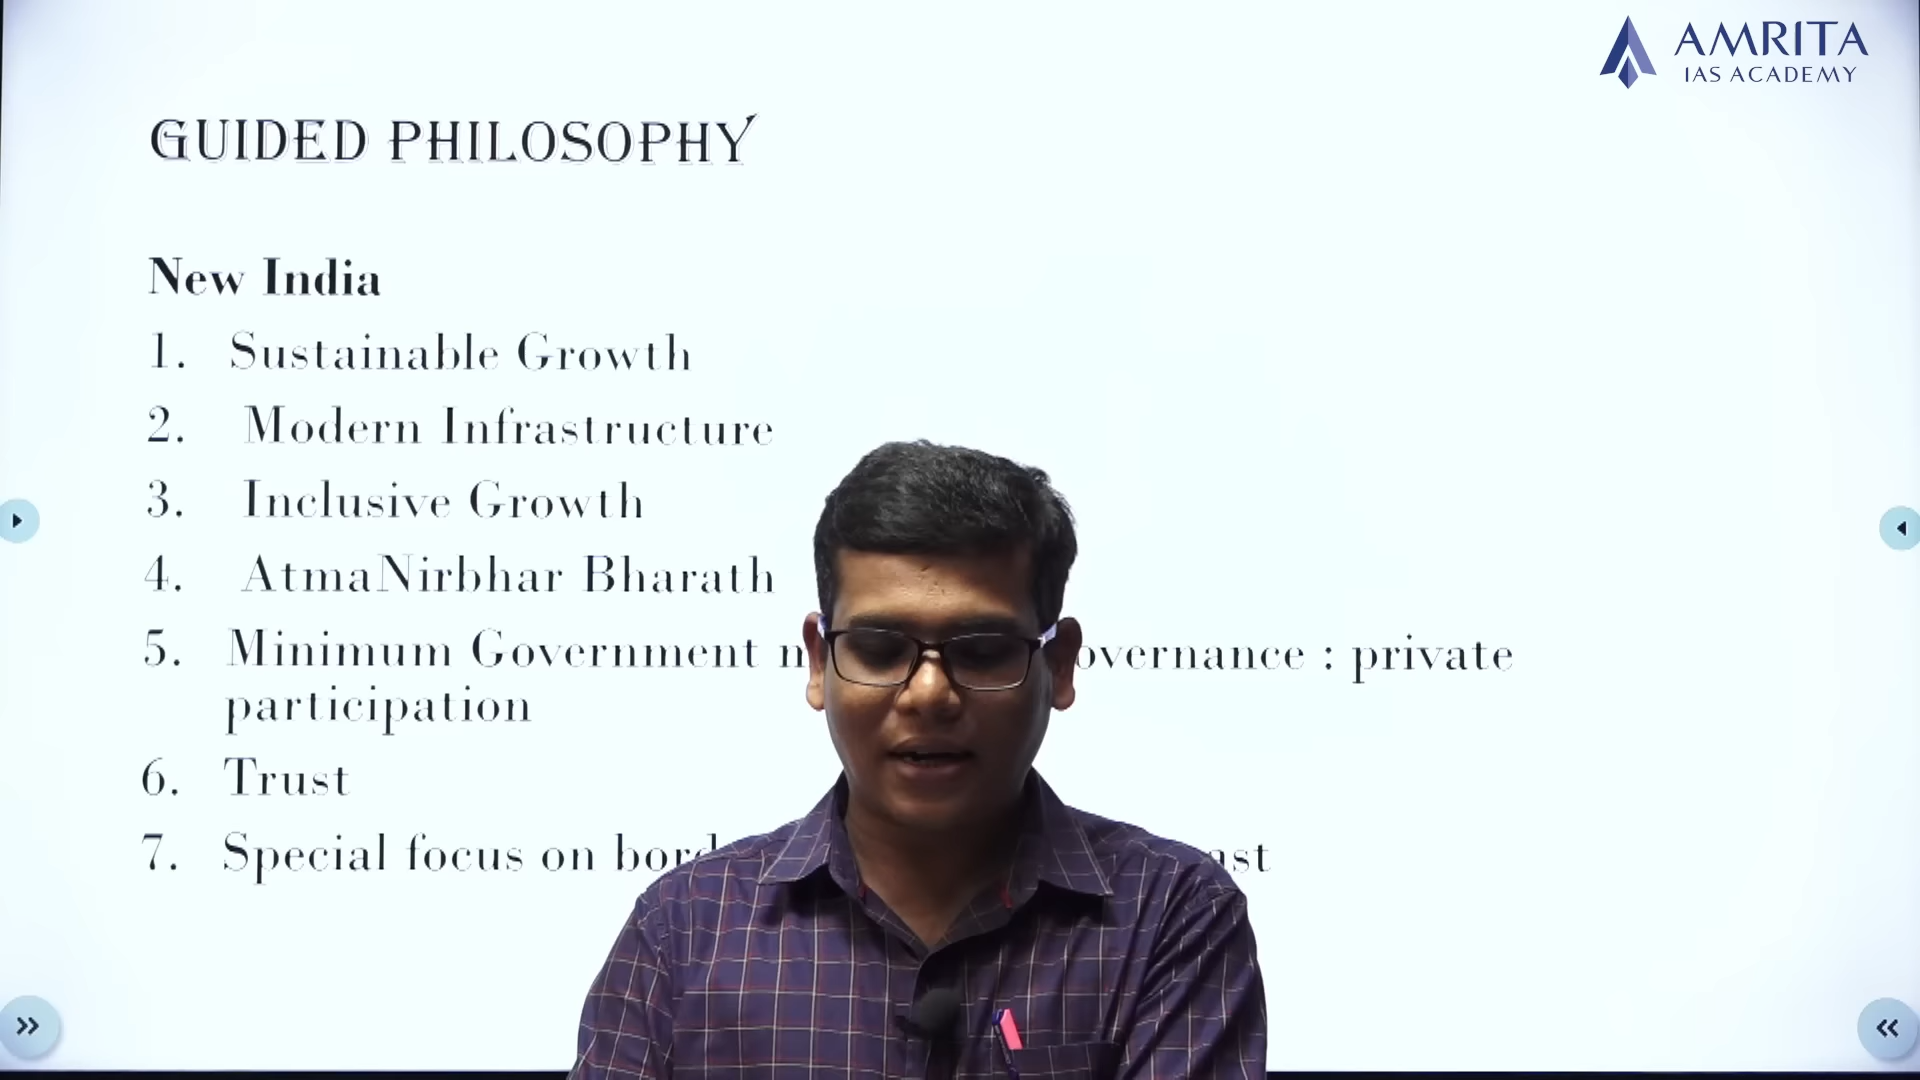 AMRITA
IAS ACADEMY
GUIDED PHILOSOPHY
New India
1. Sustainable Growth
2. Modern Infrastructure
3. Inclusive Growth
4. AtmaNirbhar Bharath
5. Minimum Government : private
participation
6. Trust
7. Special focus on